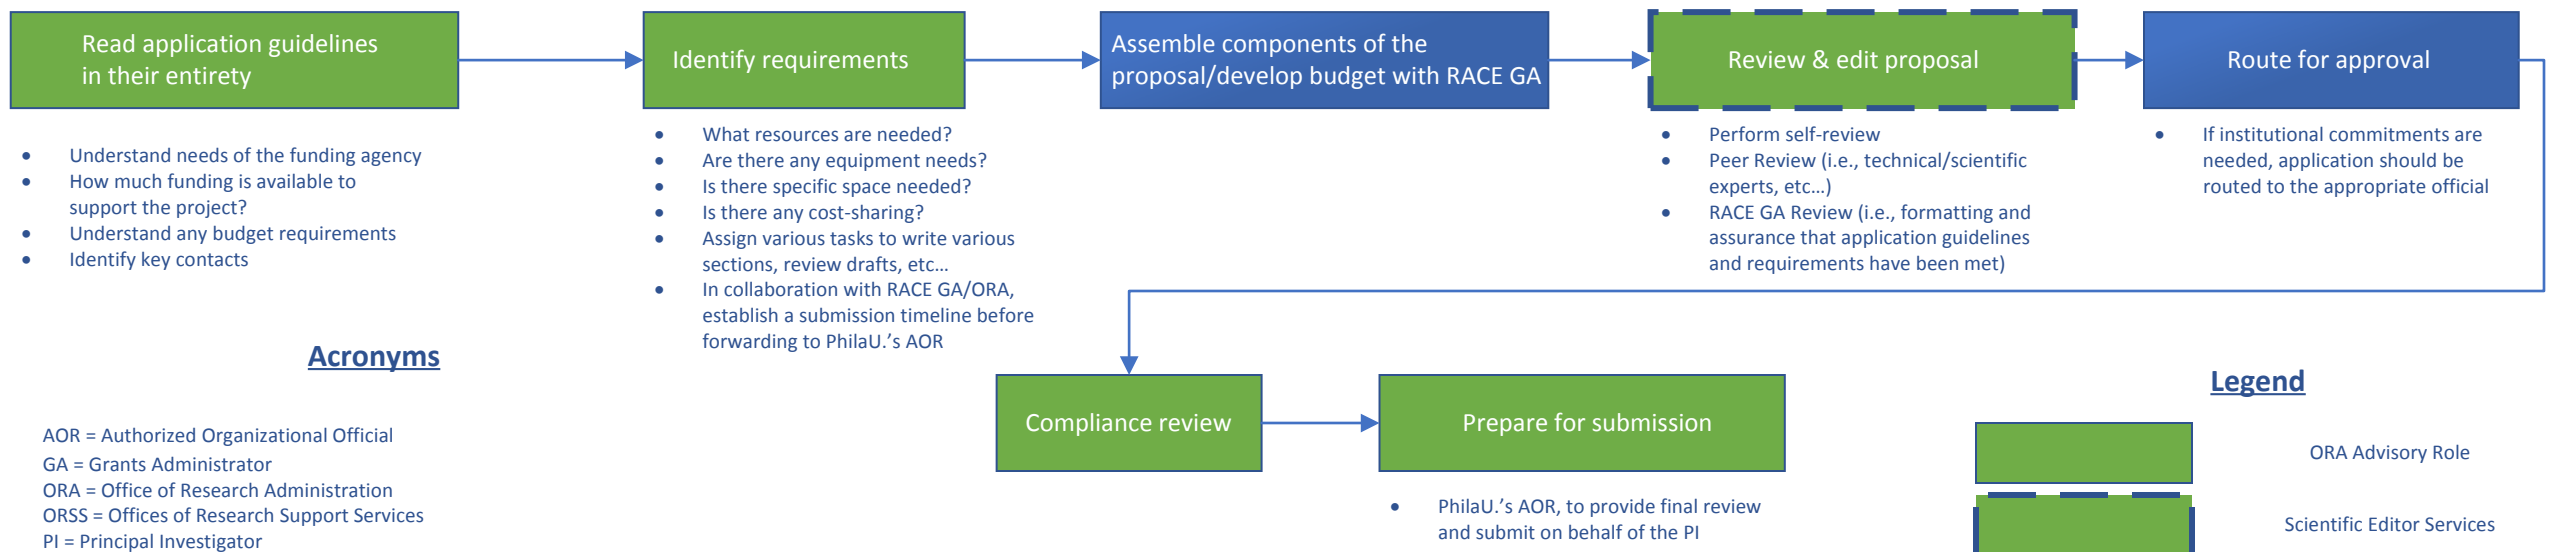 Read application guidelines
in their entirety
Identify requirements
Assemble components of the
proposal/develop budget with RACE GA
Review & edit proposal
Route for approval
• Understand needs of the funding agency
• How much funding is available to
support the project?
• Understand any budget requirements
• Identify key contacts
• What resources are needed?
• Are there any equipment needs?
• Is there specific space needed?
• Is there any cost-sharing?
• Assign various tasks to write various
sections, review drafts, etc…
• In collaboration with RACE GA/ORA,
establish a submission timeline before
forwarding to PhilaU.’s AOR
• Perform self-review
• Peer Review (i.e., technical/scientific
experts, etc…)
• RACE GA Review (i.e., formatting and
assurance that application guidelines
and requirements have been met)
• If institutional commitments are
needed, application should be
routed to the appropriate official
Compliance review
Prepare for submission
• PhilaU.’s AOR, to provide final review
and submit on behalf of the PI
Acronyms
AOR = Authorized Organizational Official
GA = Grants Administrator
ORA = Office of Research Administration
ORSS = Offices of Research Support Services
PI = Principal Investigator
Legend
ORA Advisory Role
Scientific Editor Services